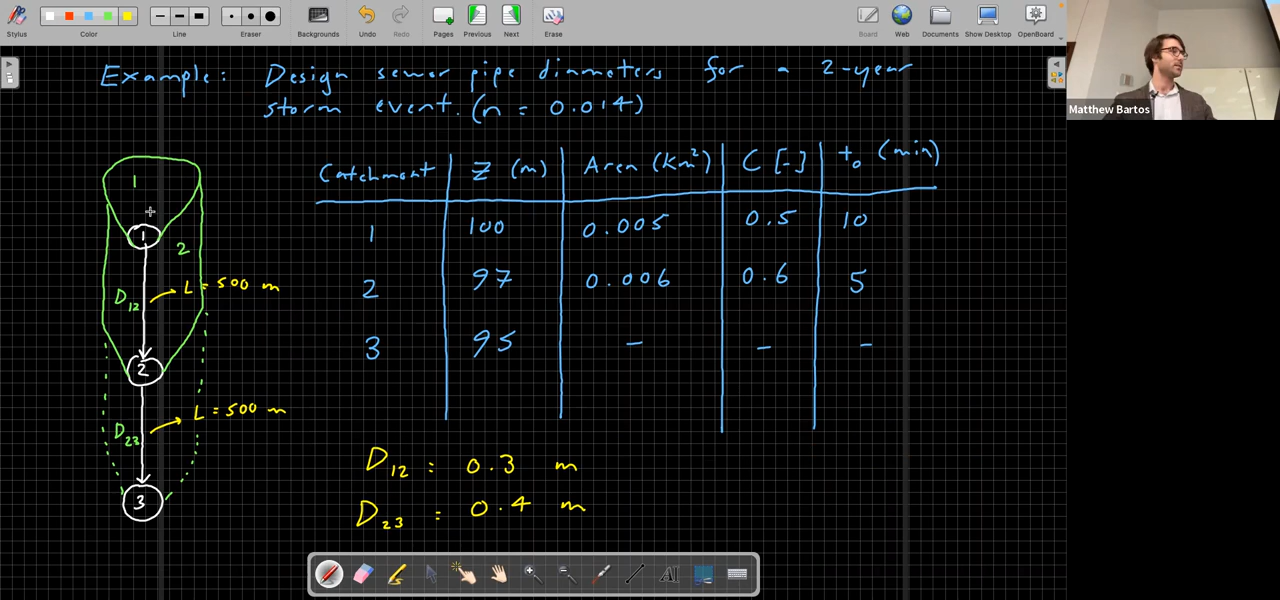 Stylus Color Line Eraser Backgrounds Undo Redo Pages Previous Next Erase Board Web Documents Show Desktop OpenBoard
Matthew Bartos
Example: Design sewer pipe diameters for a 2-year
storm event. (n = 0.014)
Catchment Z (m) Area (Km²) C [-] t₀ (min)
1 100 0.005 0.5 10
2 97 0.006 0.6 5
3 95 - - -
1
1
2
D₁₂ L = 500 m
2
D₂₃ L = 500 m
3
D₁₂ = 0.3 m
D₂₃ = 0.4 m
AI